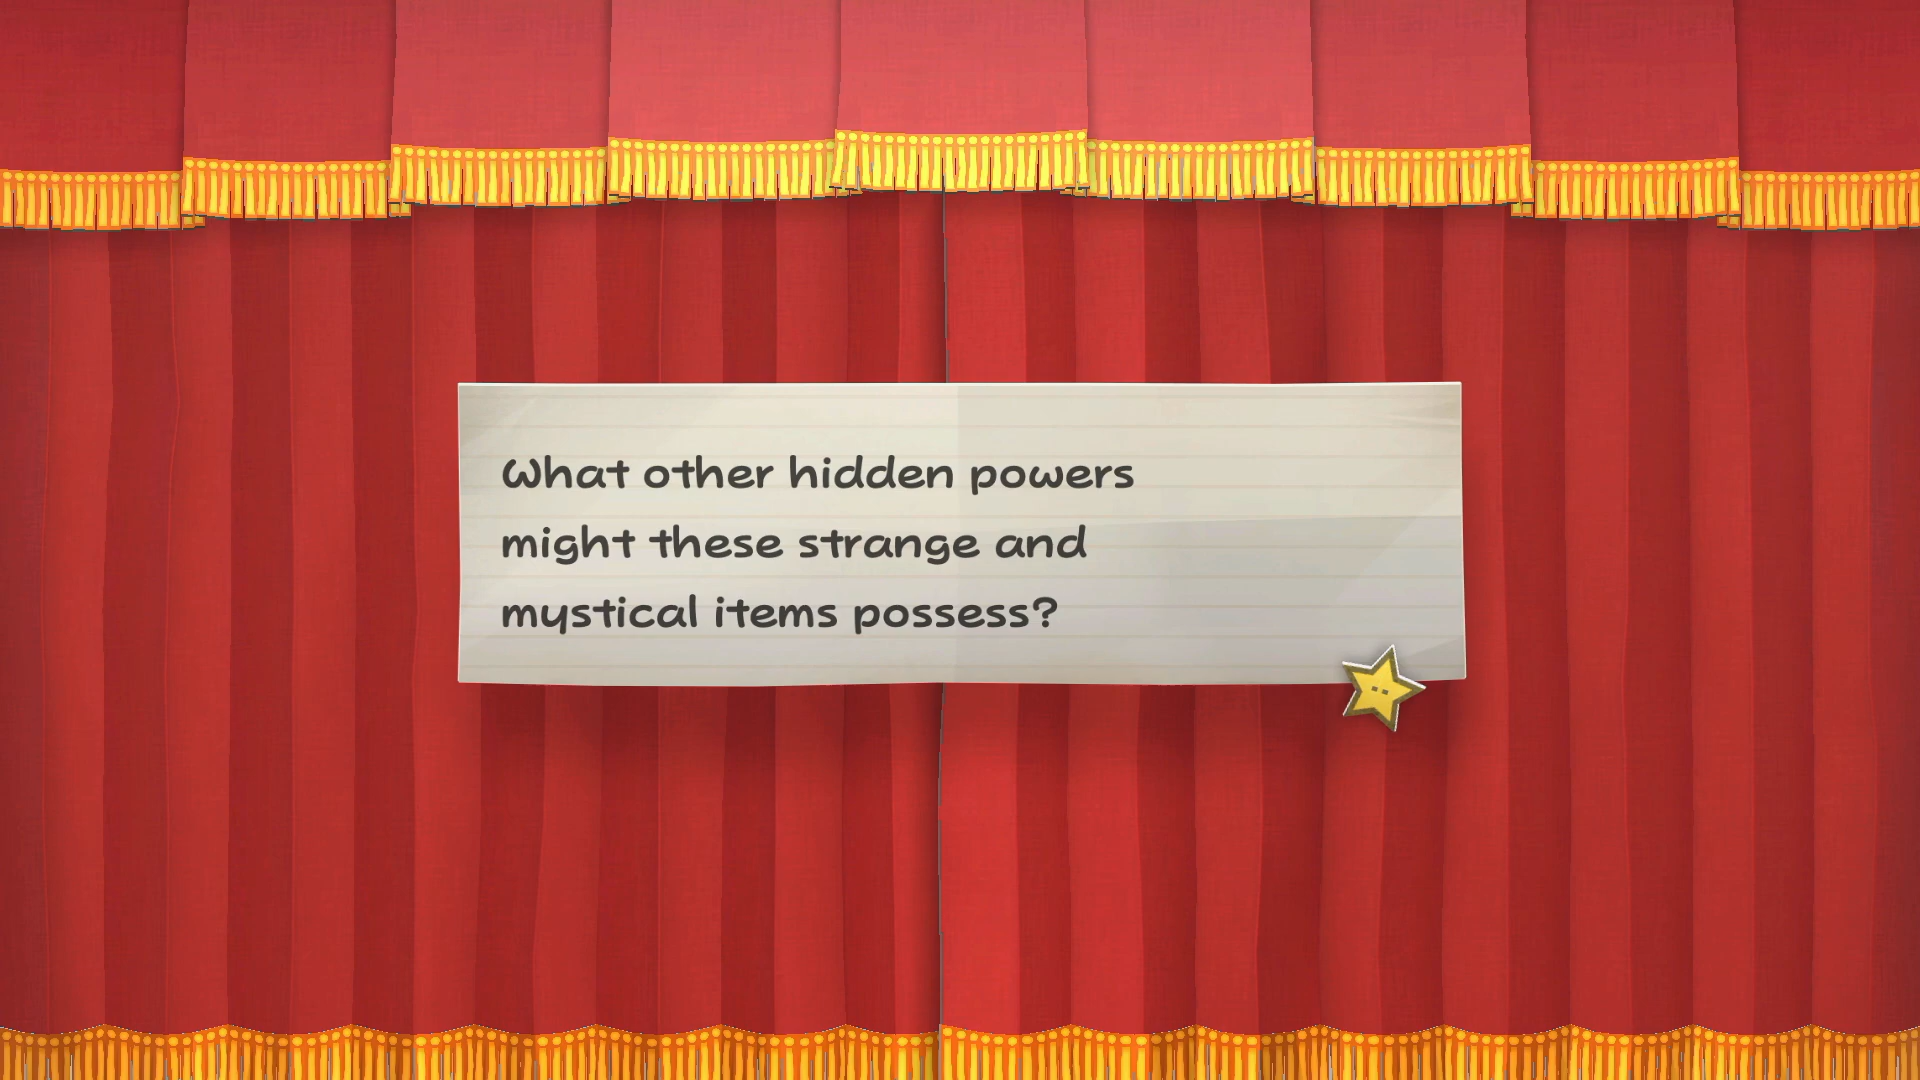 What other hidden powers
might these strange and
mystical items possess?